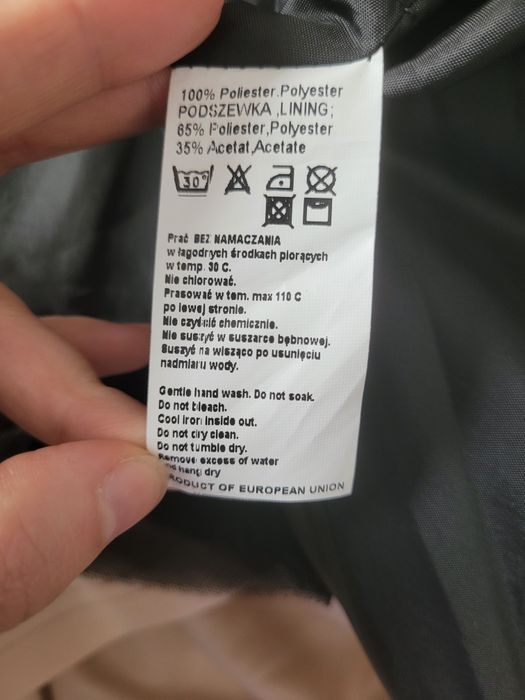 100% Poliester,Polyester
PODSZEWKA ,LINING;
65% Poliester,Polyester
35% Acetat,Acetate
30°
Prać BEZ NAMACZANIA
w łagodnych środkach piorących
w temp. 30 C.
Nie chlorować.
Prasować w tem. max 110 C
po lewej stronie.
Nie czyścić chemicznie.
Nie suszyć w suszarce bębnowej.
Suszyć na wisząco po usunięciu
nadmiaru wody.
Gentle hand wash. Do not soak.
Do not bleach.
Cool iron inside out.
Do not dry clean.
Do not tumble dry.
Remove excess of water
and hang dry
PRODUCT OF EUROPEAN UNION